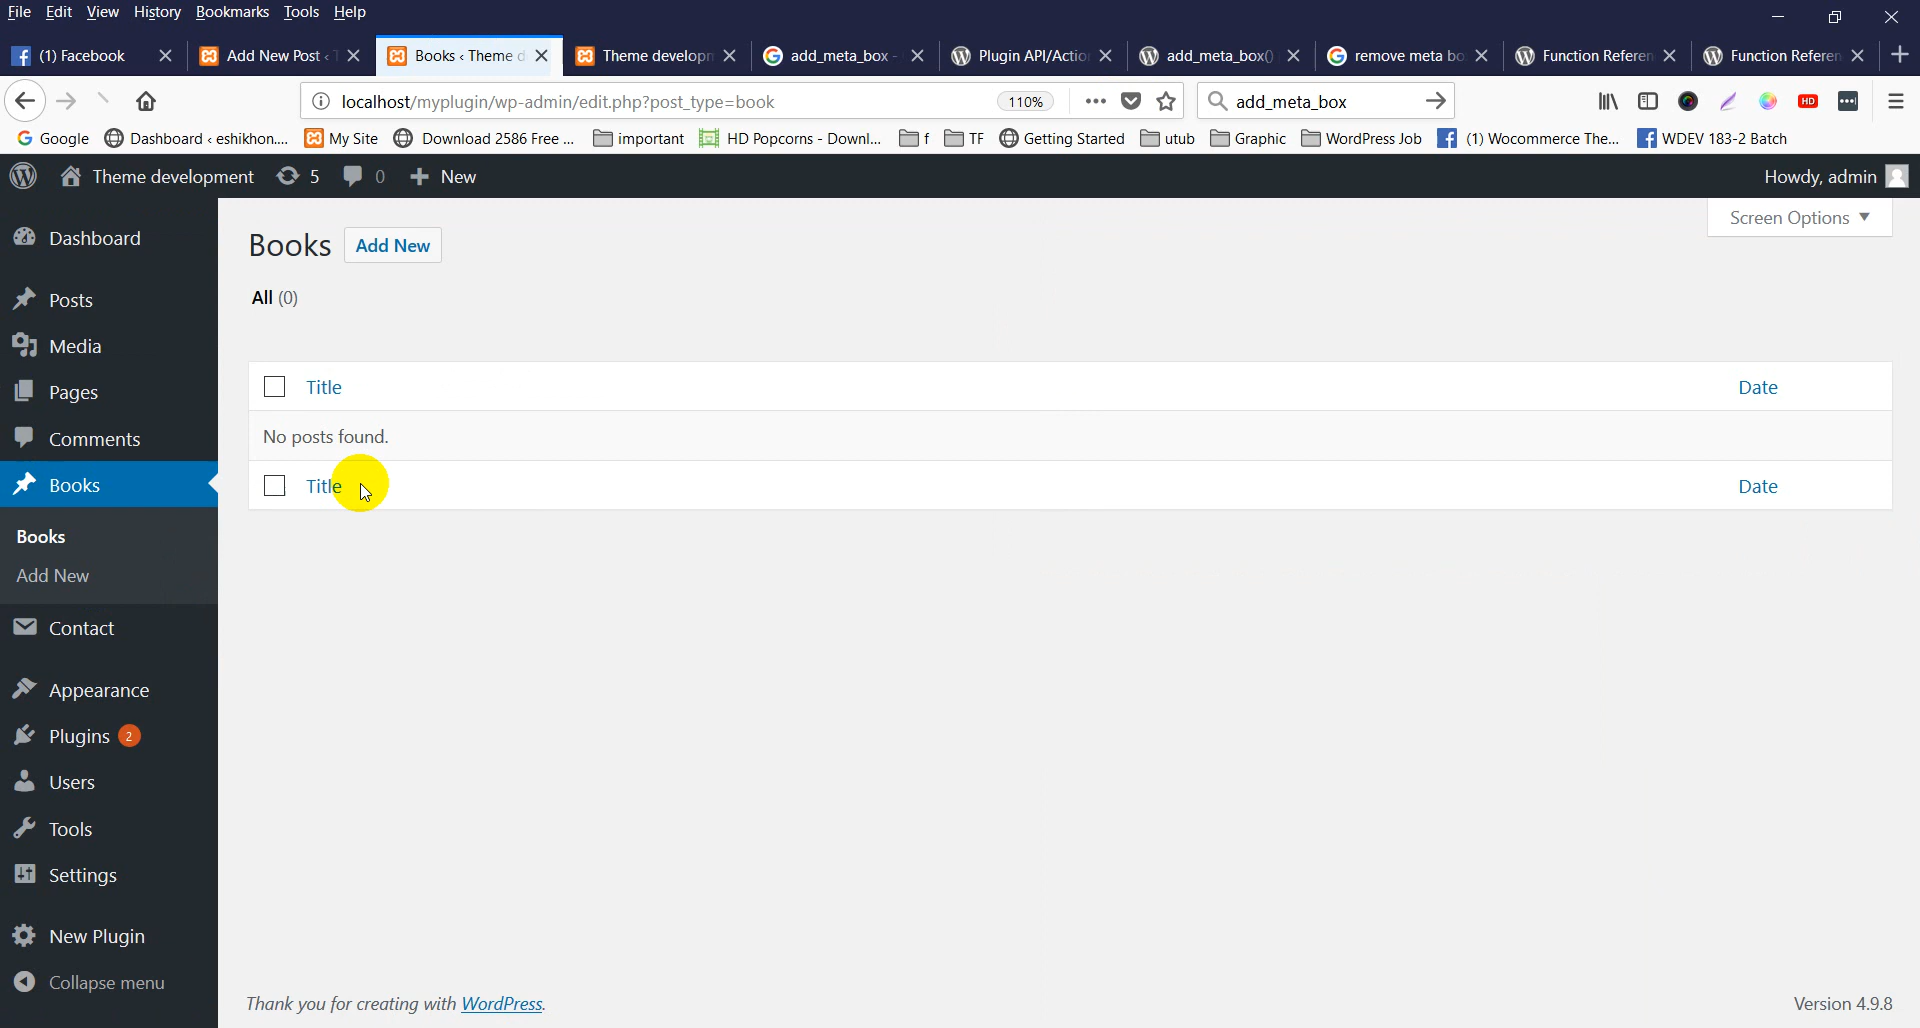 File Edit View History Bookmarks Tools Help
(1) Facebook Add New Post ‹ Books ‹ Theme d Theme developm add_meta_box - Plugin API/Actio add_meta_box() remove meta bo Function Referen Function Referen
localhost/myplugin/wp-admin/edit.php?post_type=book 110% add_meta_box HD
Google Dashboard ‹ eshikhon.... My Site Download 2586 Free ... important HD Popcorns - Downl... f TF Getting Started utub Graphic WordPress Job (1) Wocommerce The... WDEV 183-2 Batch
Theme development 5 0 New Howdy, admin
Screen Options
Dashboard
Posts
Media
Pages
Comments
Books
Books
Add New
Contact
Appearance
Plugins 2
Users
Tools
Settings
New Plugin
Collapse menu
Books Add New
All (0)
Title Date
No posts found.
Title Date
Thank you for creating with WordPress. Version 4.9.8